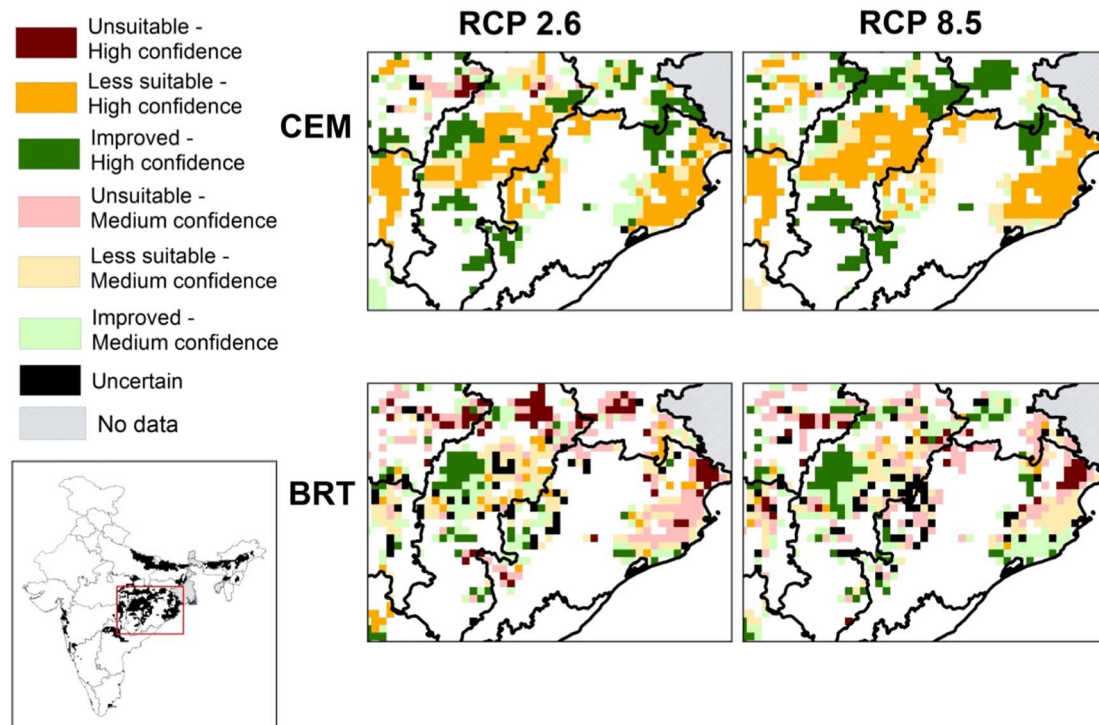 Unsuitable -
High confidence
Less suitable -
High confidence
Improved -
High confidence
Unsuitable -
Medium confidence
Less suitable -
Medium confidence
Improved -
Medium confidence
Uncertain
No data
RCP 2.6
RCP 8.5
CEM
BRT